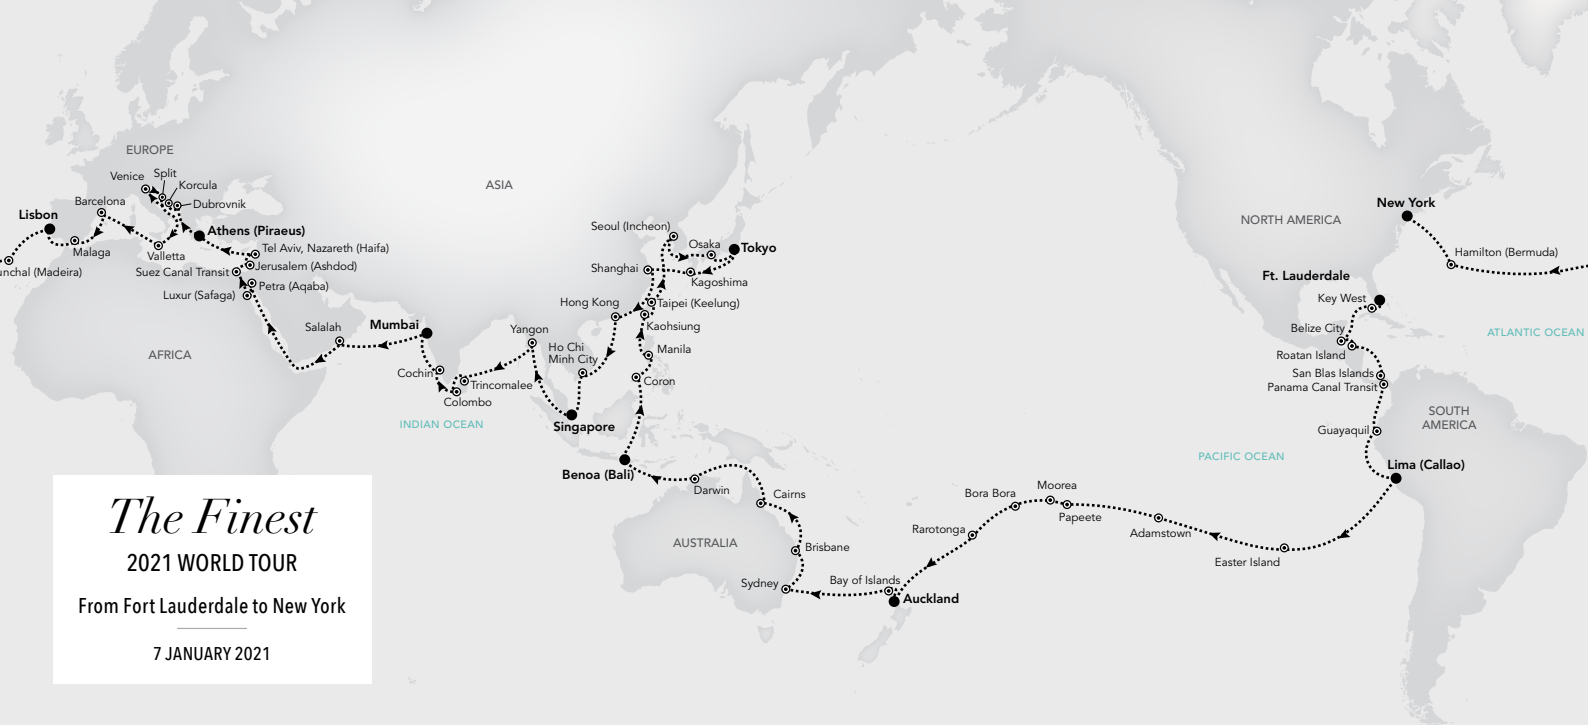 EUROPE
Venice
Split
Korcula
Dubrovnik
Barcelona
Lisbon
Malaga
Valletta
Athens (Piraeus)
Tel Aviv, Nazareth (Haifa)
Jerusalem (Ashdod)
Suez Canal Transit
Petra (Aqaba)
Luxur (Safaga)
unchal (Madeira)
AFRICA
Salalah
Mumbai
Cochin
Colombo
Trincomalee
INDIAN OCEAN
ASIA
Yangon
Ho Chi
Minh City
Singapore
Hong Kong
Shanghai
Seoul (Incheon)
Osaka
Tokyo
Kagoshima
Taipei (Keelung)
Kaohsiung
Manila
Coron
Benoa (Bali)
Darwin
Cairns
AUSTRALIA
Brisbane
Sydney
Bay of Islands
Auckland
Rarotonga
Bora Bora
Moorea
Papeete
Adamstown
Easter Island
PACIFIC OCEAN
NORTH AMERICA
New York
Hamilton (Bermuda)
Ft. Lauderdale
Key West
Belize City
Roatan Island
San Blas Islands
Panama Canal Transit
Guayaquil
Lima (Callao)
SOUTH
AMERICA
ATLANTIC OCEAN
The Finest
2021 WORLD TOUR
From Fort Lauderdale to New York
7 JANUARY 2021